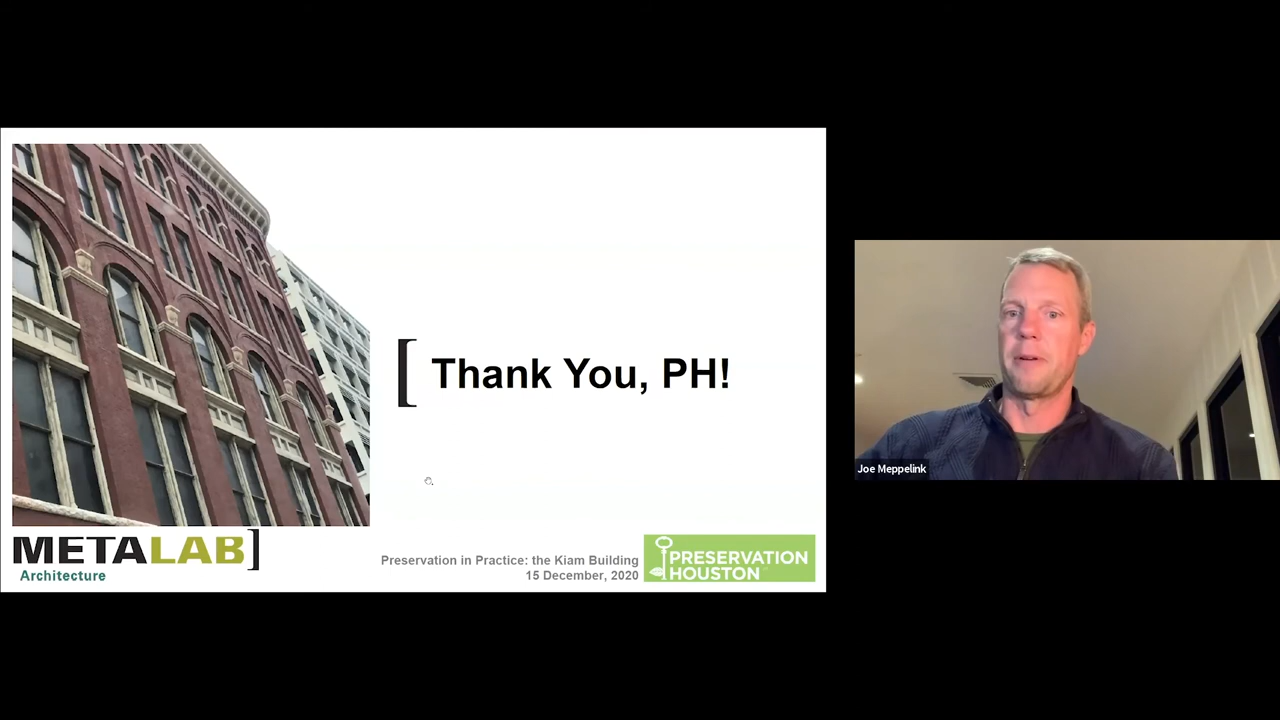 [ Thank You, PH!
METALAB]
Architecture
Preservation in Practice: the Kiam Building
15 December, 2020
PRESERVATION
HOUSTON
Joe Meppelink